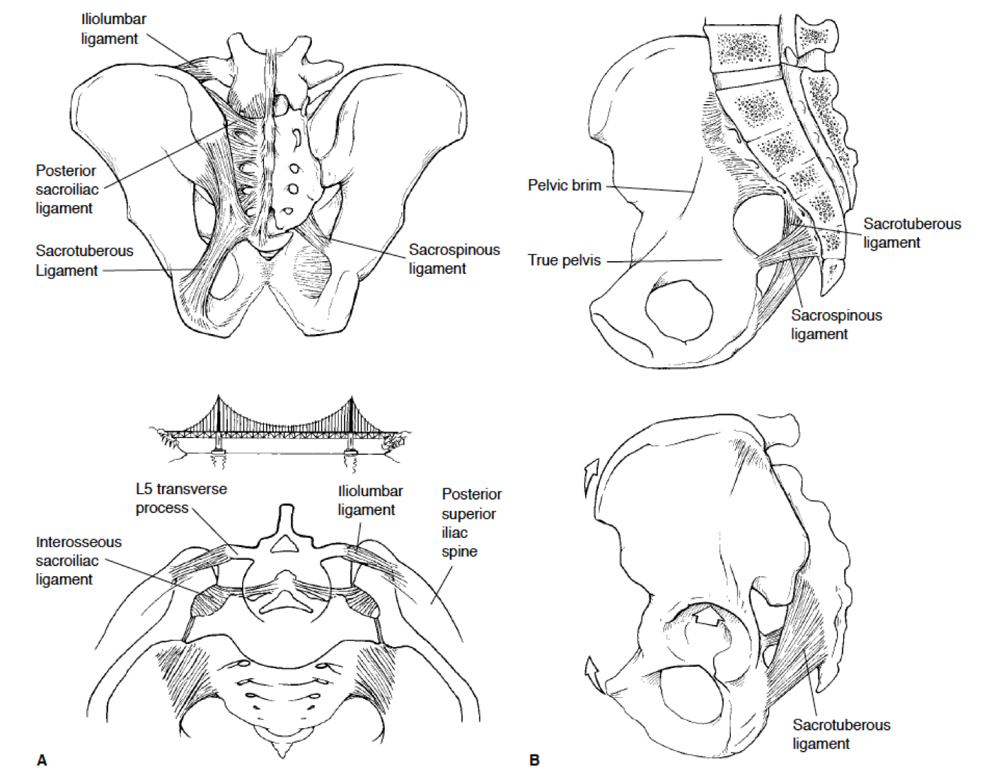 Iliolumbar
ligament
Posterior
sacroiliac
ligament
Sacrotuberous
Ligament
Sacrospinous
ligament
Pelvic brim
True pelvis
Sacrotuberous
ligament
Sacrospinous
ligament
L5 transverse
process
Iliolumbar
ligament
Posterior
superior
iliac
spine
Interosseous
sacroiliac
ligament
Sacrotuberous
ligament
A
B